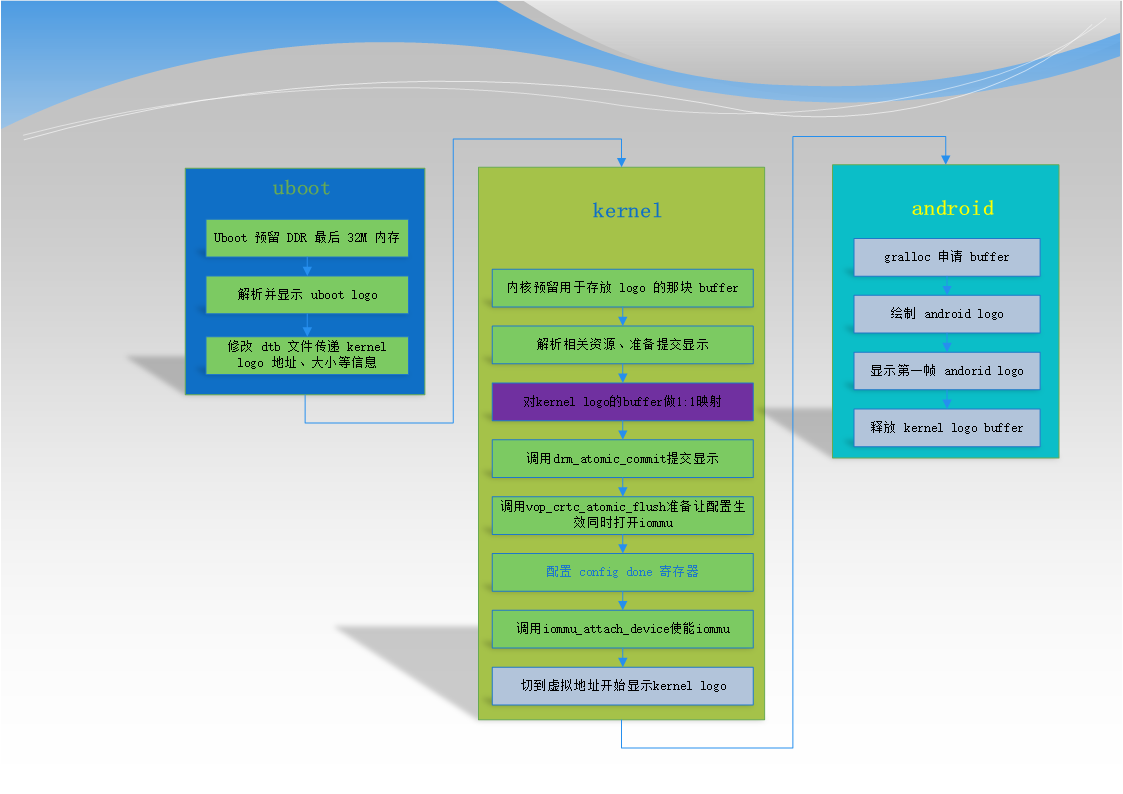 uboot
Uboot 预留 DDR 最后 32M 内存
解析并显示 uboot logo
修改 dtb 文件传递 kernel
logo 地址、大小等信息
kernel
内核预留用于存放 logo 的那块 buffer
解析相关资源、准备提交显示
对kernel logo的buffer做1:1映射
调用drm_atomic_commit提交显示
调用vop_crtc_atomic_flush准备让配置生
效同时打开iommu
配置 config done 寄存器
调用iommu_attach_device使能iommu
切到虚拟地址开始显示kernel logo
android
gralloc 申请 buffer
绘制 android logo
显示第一帧 andorid logo
释放 kernel logo buffer